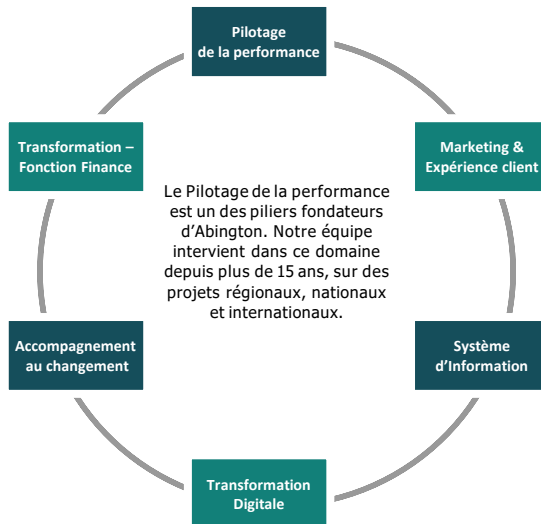 Pilotage
de la performance
Transformation –
Fonction Finance
Marketing &
Expérience client
Le Pilotage de la performance
est un des piliers fondateurs
d’Abington. Notre équipe
intervient dans ce domaine
depuis plus de 15 ans, sur des
projets régionaux, nationaux
et internationaux.
Accompagnement
au changement
Système
d’Information
Transformation
Digitale